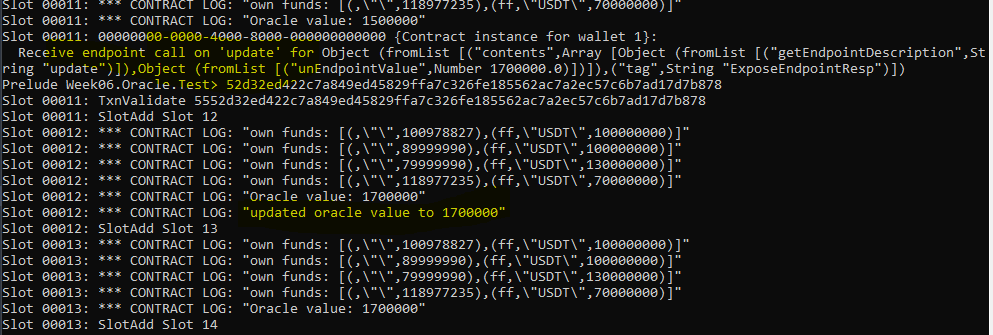 Slot 00011: *** CONTRACT LOG: "own funds: [(,\"\",118977235),(ff,\"USDT\",70000000)]"
Slot 00011: *** CONTRACT LOG: "Oracle value: 1500000"
Slot 00011: 00000000-0000-4000-8000-000000000000 {Contract instance for wallet 1}:
  Receive endpoint call on 'update' for Object (fromList [("contents",Array [Object (fromList [("getEndpointDescription",St
ring "update")]),Object (fromList [("unEndpointValue",Number 1700000.0)])]),("tag",String "ExposeEndpointResp")])
Prelude Week06.Oracle.Test> 52d32ed422c7a849ed45829ffa7c326fe185562ac7a2ec57c6b7ad17d7b878
Slot 00011: TxnValidate 5552d32ed422c7a849ed45829ffa7c326fe185562ac7a2ec57c6b7ad17d7b878
Slot 00011: SlotAdd Slot 12
Slot 00012: *** CONTRACT LOG: "own funds: [(,\"\",100978827),(ff,\"USDT\",100000000)]"
Slot 00012: *** CONTRACT LOG: "own funds: [(,\"\",89999990),(ff,\"USDT\",100000000)]"
Slot 00012: *** CONTRACT LOG: "own funds: [(,\"\",79999990),(ff,\"USDT\",130000000)]"
Slot 00012: *** CONTRACT LOG: "own funds: [(,\"\",118977235),(ff,\"USDT\",70000000)]"
Slot 00012: *** CONTRACT LOG: "Oracle value: 1700000"
Slot 00012: *** CONTRACT LOG: "updated oracle value to 1700000"
Slot 00012: SlotAdd Slot 13
Slot 00013: *** CONTRACT LOG: "own funds: [(,\"\",100978827),(ff,\"USDT\",100000000)]"
Slot 00013: *** CONTRACT LOG: "own funds: [(,\"\",89999990),(ff,\"USDT\",100000000)]"
Slot 00013: *** CONTRACT LOG: "own funds: [(,\"\",79999990),(ff,\"USDT\",130000000)]"
Slot 00013: *** CONTRACT LOG: "own funds: [(,\"\",118977235),(ff,\"USDT\",70000000)]"
Slot 00013: *** CONTRACT LOG: "Oracle value: 1700000"
Slot 00013: SlotAdd Slot 14